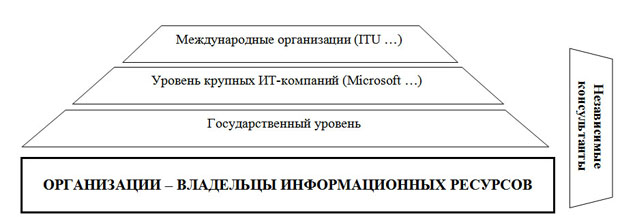 Международные организации (ITU …)
Уровень крупных ИТ-компаний (Microsoft …)
Государственный уровень
ОРГАНИЗАЦИИ – ВЛАДЕЛЬЦЫ ИНФОРМАЦИОННЫХ РЕСУРСОВ
Независимые
консультанты